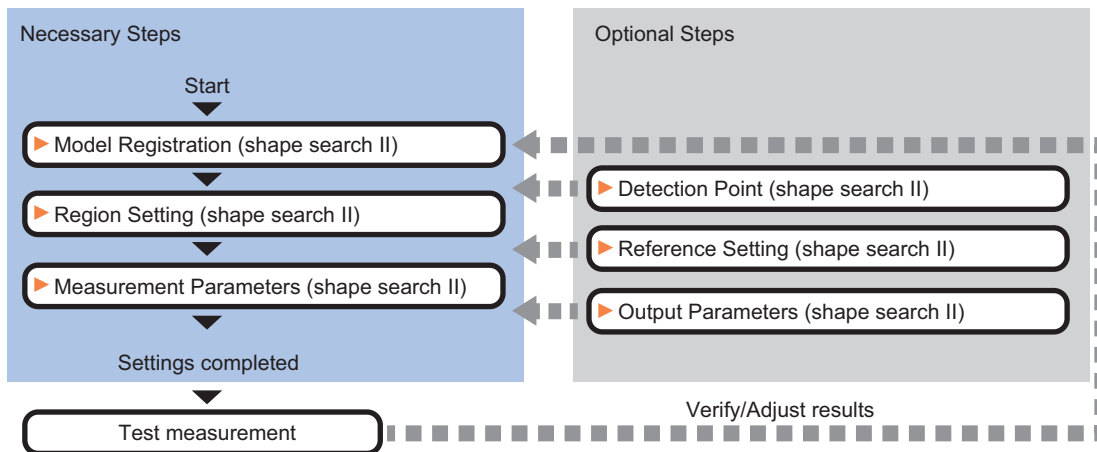 Necessary Steps
Optional Steps
Start
Model Registration (shape search II)
Detection Point (shape search II)
Region Setting (shape search II)
Reference Setting (shape search II)
Measurement Parameters (shape search II)
Output Parameters (shape search II)
Settings completed
Verify/Adjust results
Test measurement